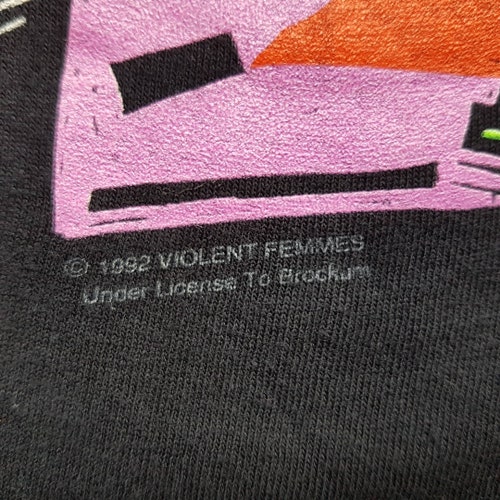 © 1992 VIOLENT FEMMES
Under License To Brockum